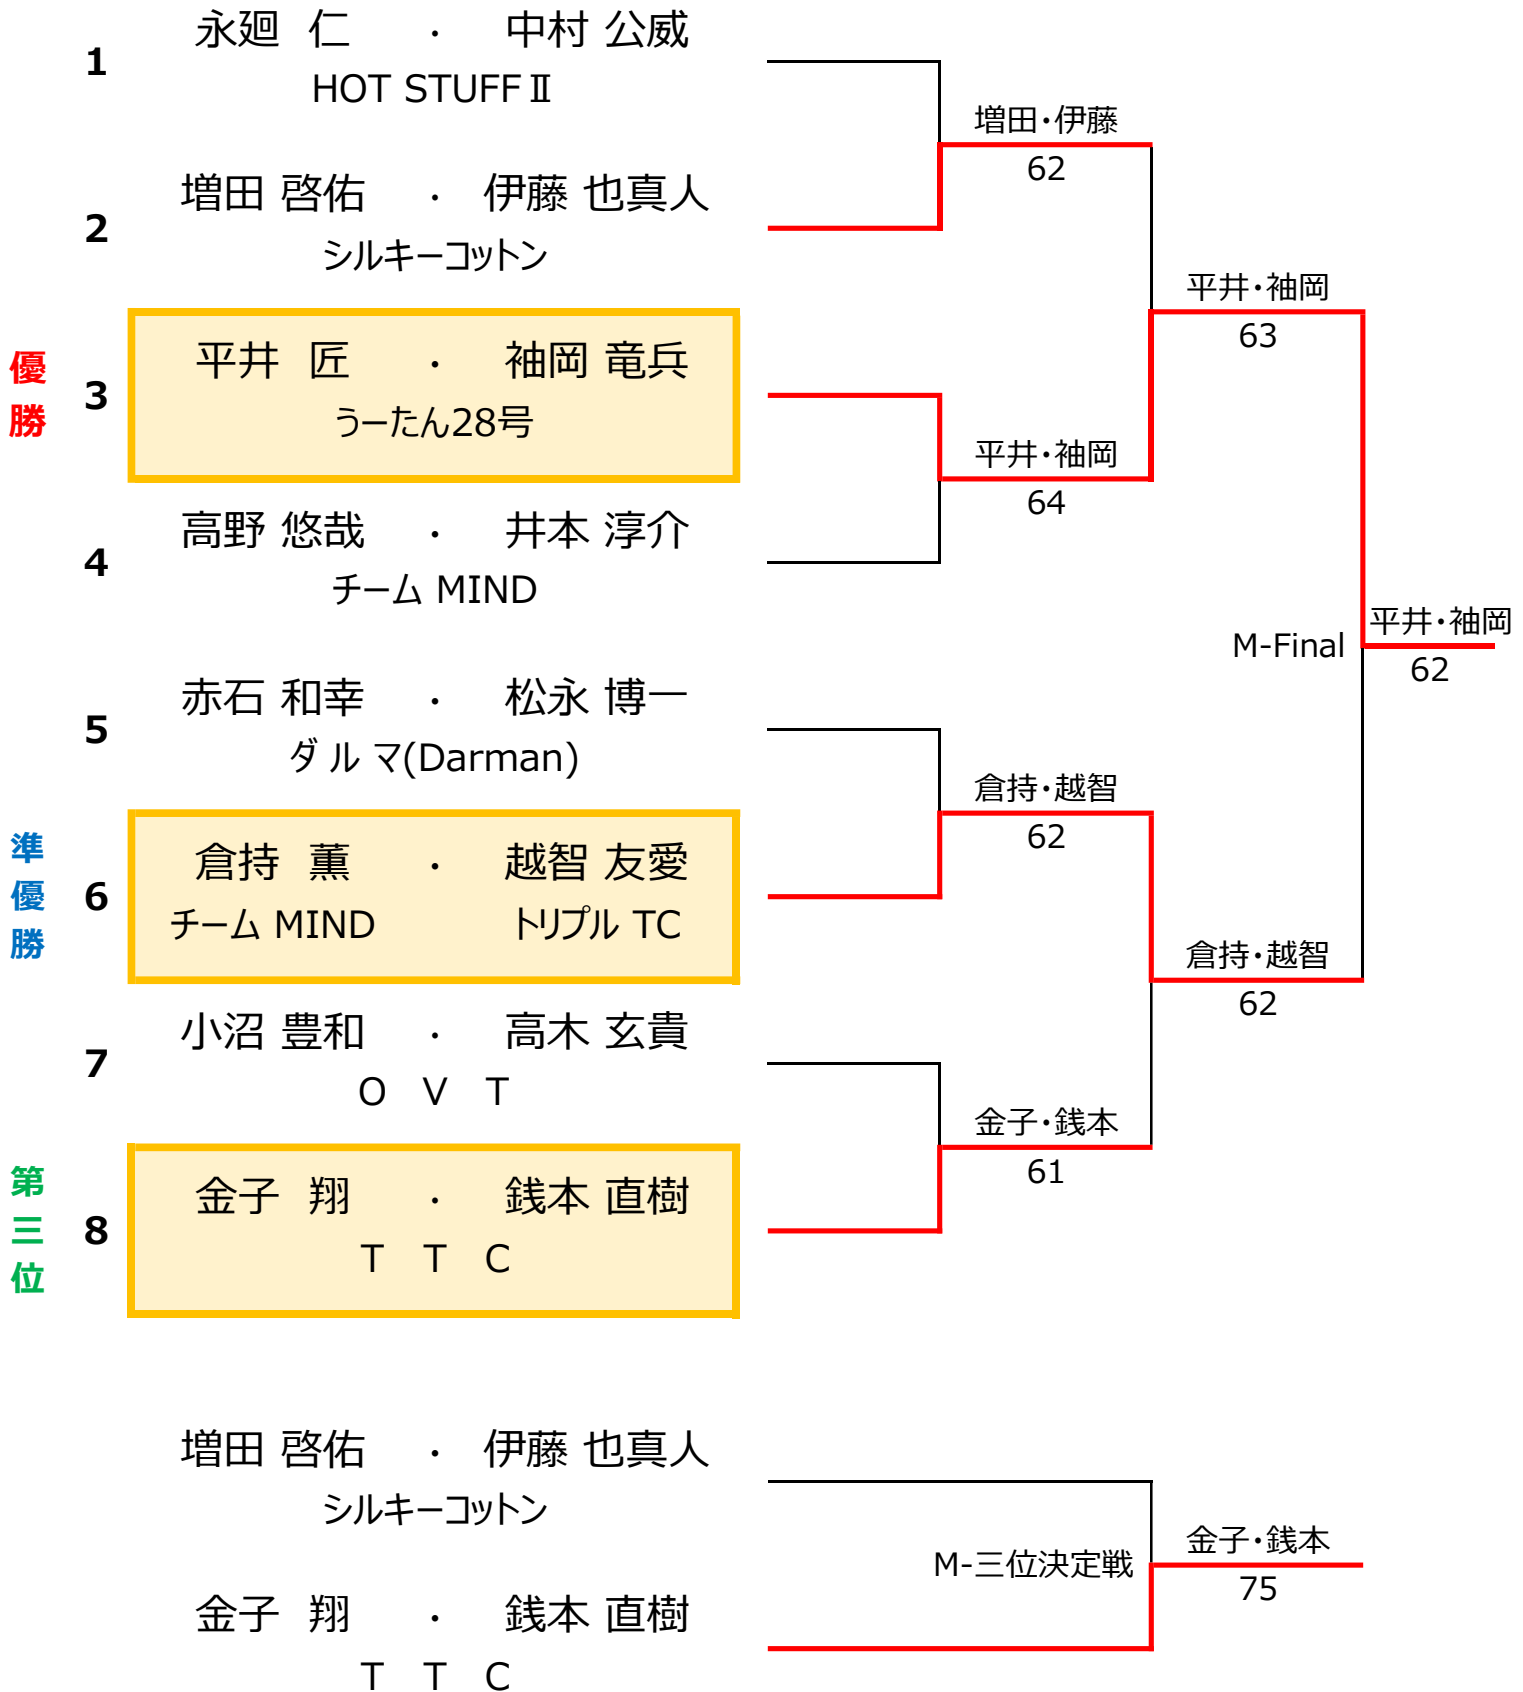 永廻 仁 ・ 中村 公威
1
HOT STUFFⅡ
増田・伊藤
62
増田 啓佑 ・ 伊藤 也真人
2
シルキーコットン
平井・袖岡
63
優勝
平井 匠 ・ 袖岡 竜兵
3
うーたん28号
平井・袖岡
64
高野 悠哉 ・ 井本 淳介
4
チーム MIND
M-Final
平井・袖岡
62
赤石 和幸 ・ 松永 博一
5
ダルマ(Darman)
倉持・越智
62
準優勝
倉持 薫 ・ 越智 友愛
6
チーム MIND トリプル TC
倉持・越智
62
小沼 豊和 ・ 高木 玄貴
7
O V T
金子・銭本
61
第三位
金子 翔 ・ 銭本 直樹
8
T T C
増田 啓佑 ・ 伊藤 也真人
シルキーコットン
M-三位決定戦
金子・銭本
75
金子 翔 ・ 銭本 直樹
T T C